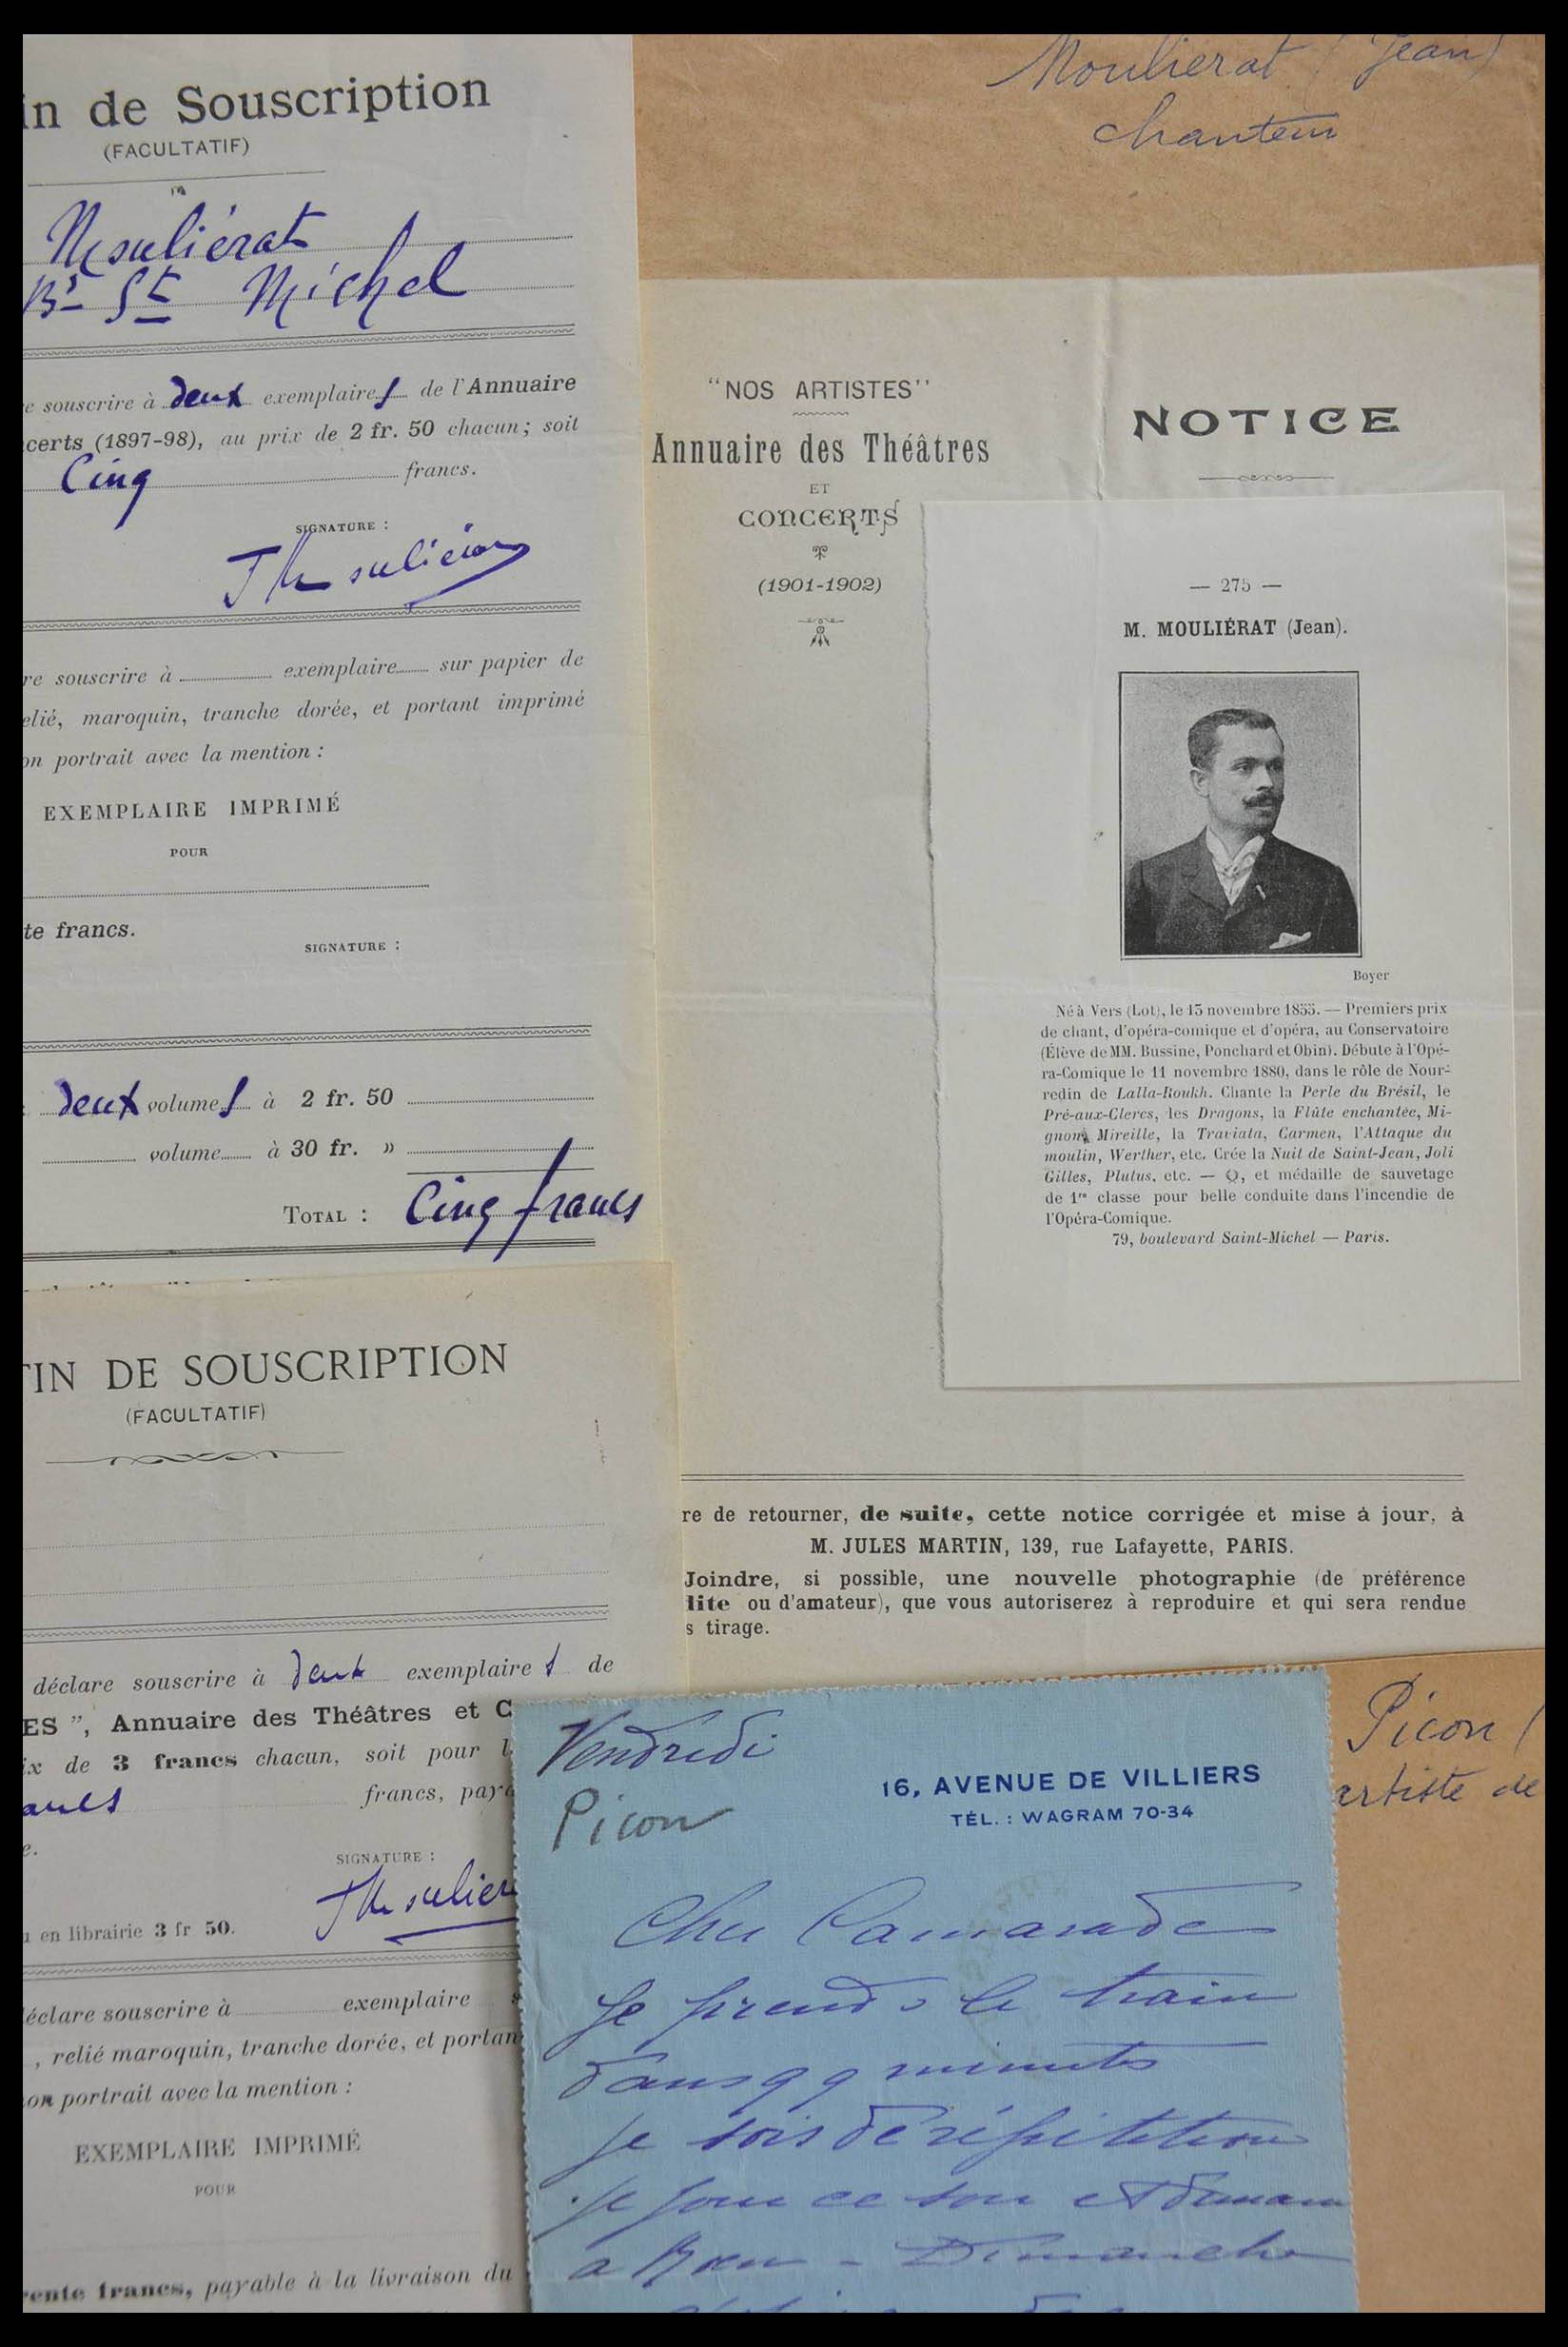 in de Souscription
(FACULTATIF)
Mouliérat
Bd St Michel
e souscrire à deux exemplaires de l'Annuaire
certs (1897-98), au prix de 2 fr. 50 chacun; soit
Cinq francs.
SIGNATURE :
J Moulierat
re souscrire à exemplaire sur papier de
elié, maroquin, tranche dorée, et portant imprimé
on portrait avec la mention :
EXEMPLAIRE IMPRIMÉ
POUR
te francs.
SIGNATURE :
deux volumes à 2 fr. 50
volume à 30 fr. »
TOTAL : Cinq francs
Moulierat (Jean)
chanteur
"NOS ARTISTES"
Annuaire des Théâtres
ET
CONCERTS
(1901-1902)
NOTICE
— 275 —
M. MOULIÉRAT (Jean).
Boyer
Né à Vers (Lot), le 15 novembre 1855. — Premiers prix
de chant, d'opéra-comique et d'opéra, au Conservatoire
(Élève de MM. Bussine, Ponchard et Obin). Débute à l'Opé-
ra-Comique le 11 novembre 1880, dans le rôle de Nour-
redin de Lalla-Roukh. Chante la Perle du Brésil, le
Pré-aux-Clercs, les Dragons, la Flûte enchantée, Mi-
gnon, Mireille, la Traviata, Carmen, l'Attaque du
moulin, Werther, etc. Crée la Nuit de Saint-Jean, Joli
Gilles, Plutus, etc. — , et médaille de sauvetage
de 1re classe pour belle conduite dans l'incendie de
l'Opéra-Comique.
79, boulevard Saint-Michel — Paris.
re de retourner, de suite, cette notice corrigée et mise à jour, à
M. JULES MARTIN, 139, rue Lafayette, PARIS.
Joindre, si possible, une nouvelle photographie (de préférence
lite ou d'amateur), que vous autoriserez à reproduire et qui sera rendue
s tirage.
TIN DE SOUSCRIPTION
(FACULTATIF)
déclare souscrire à deux exemplaires de
ES ", Annuaire des Théâtres et C
ix de 3 francs chacun, soit pour l
francs, paya
e.
SIGNATURE :
J Moulier
u en librairie 3 fr 50.
déclare souscrire à exemplaire s
, relié maroquin, tranche dorée, et portan
on portrait avec la mention :
EXEMPLAIRE IMPRIMÉ
POUR
rente francs, payable à la livraison du
Picon (
artiste de
Vendredi
Picon
16, AVENUE DE VILLIERS
TÉL. : WAGRAM 70-34
Cher Camarade
Je prends le train
dans minutes
je sors de répétition
je joue ce soir et demain
a - Dimanche